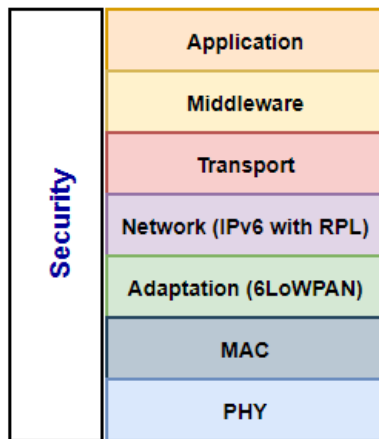 Security
Application
Middleware
Transport
Network (IPv6 with RPL)
Adaptation (6LoWPAN)
MAC
PHY